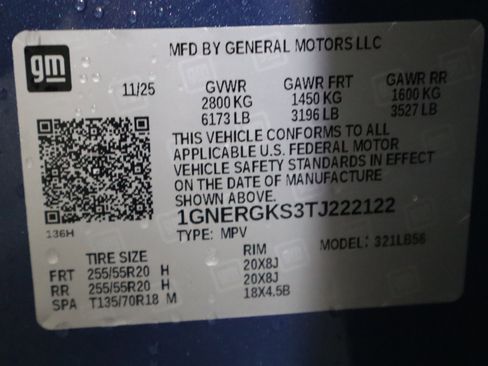 gm
MFD BY GENERAL MOTORS LLC
11/25 GVWR GAWR FRT GAWR RR
2800 KG 1450 KG 1600 KG
6173 LB 3196 LB 3527 LB
THIS VEHICLE CONFORMS TO ALL
APPLICABLE U.S. FEDERAL MOTOR
VEHICLE SAFETY STANDARDS IN EFFECT
ON THE DATE OF MANUFACTURE
SHOWN ABOVE.
136H 1GNERGKS3TJ222122
TYPE: MPV MODEL: 321LB56
TIRE SIZE RIM
FRT 255/55R20 H 20X8J
RR 255/55R20 H 20X8J
SPA T135/70R18 M 18X4.5B